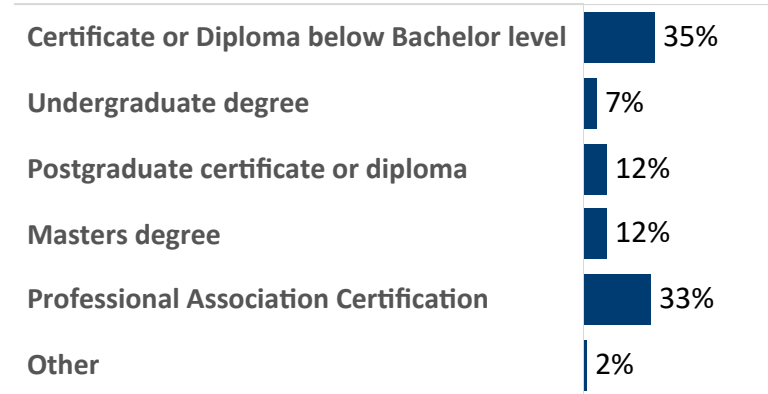 Certificate or Diploma below Bachelor level 35%
Undergraduate degree 7%
Postgraduate certificate or diploma 12%
Masters degree 12%
Professional Association Certification 33%
Other 2%